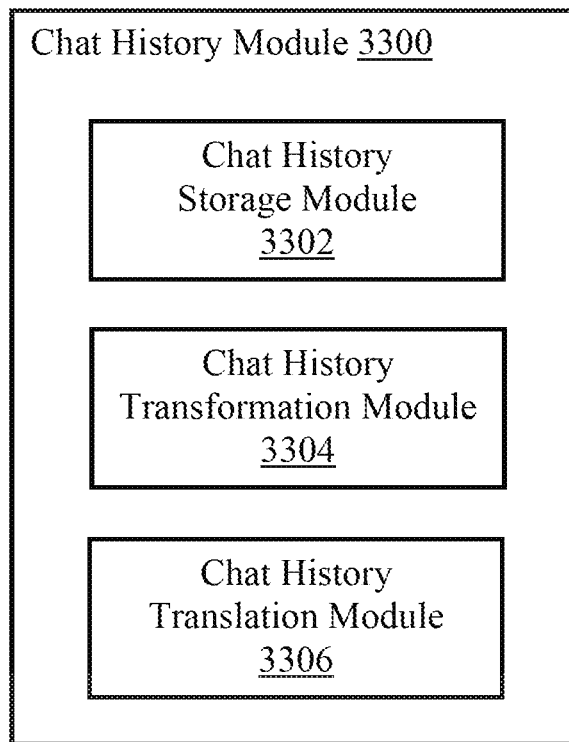 Chat History Module 3300
Chat History
Storage Module
3302
Chat History
Transformation Module
3304
Chat History
Translation Module
3306